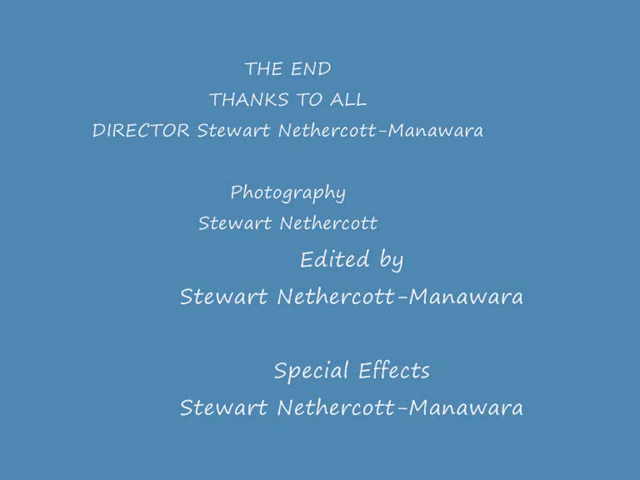 THE END
THANKS TO ALL
DIRECTOR Stewart Nethercott-Manawara
Photography
Stewart Nethercott
Edited by
Stewart Nethercott-Manawara
Special Effects
Stewart Nethercott-Manawara